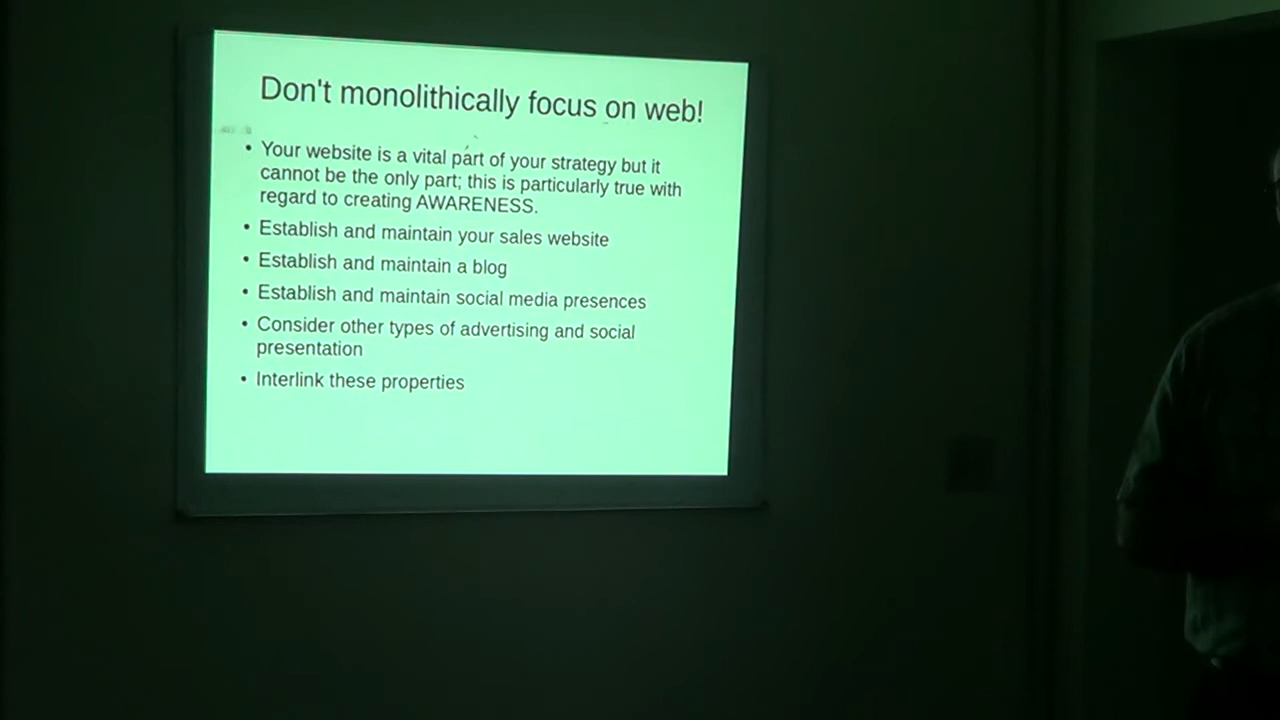 Don't monolithically focus on web!
• Your website is a vital part of your strategy but it
cannot be the only part; this is particularly true with
regard to creating AWARENESS.
• Establish and maintain your sales website
• Establish and maintain a blog
• Establish and maintain social media presences
• Consider other types of advertising and social
presentation
• Interlink these properties